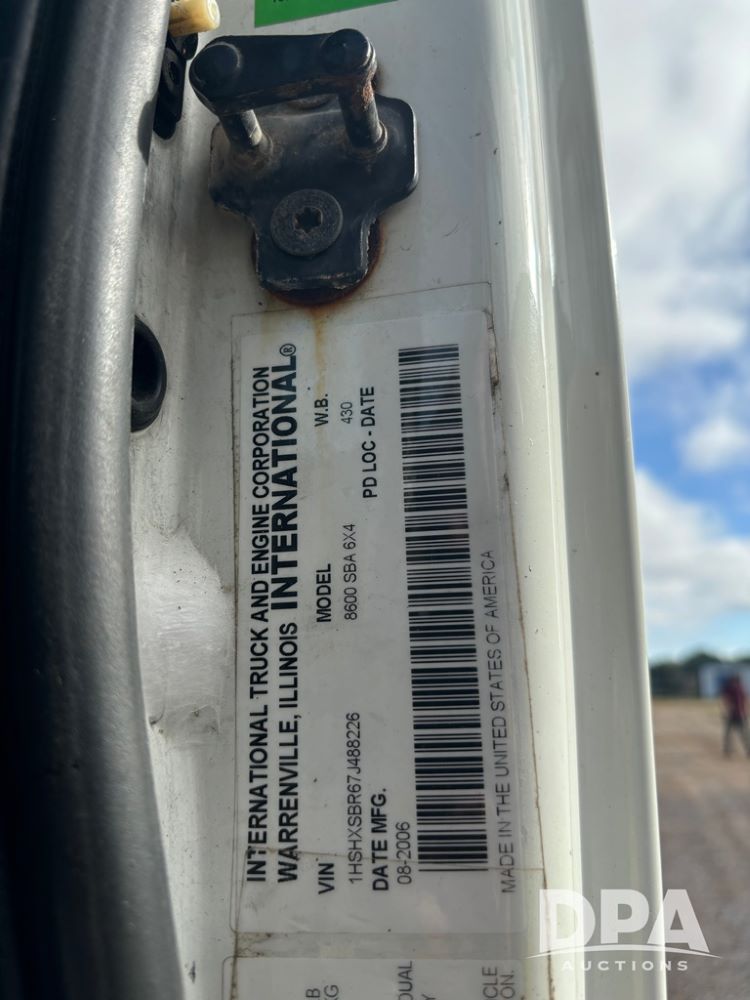 INTERNATIONAL TRUCK AND ENGINE CORPORATION
WARRENVILLE, ILLINOIS INTERNATIONAL®
VIN MODEL W.B.
1HSHXSBR67J488226 8600 SBA 6X4 430
DATE MFG. PD LOC - DATE
08-2006
MADE IN THE UNITED STATES OF AMERICA
DPA
AUCTIONS